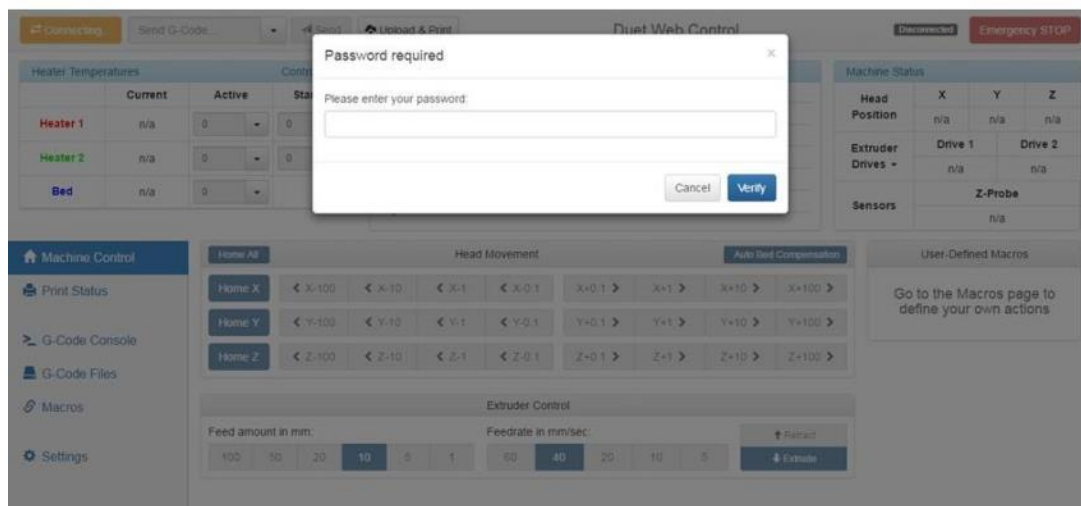 Connecting... Send G-Code... Send Upload & Print Duet Web Control Disconnected Emergency STOP
Password required ×
Please enter your password:
Cancel Verify
Heater Temperatures
Current Active
Heater 1 n/a 0 0
Heater 2 n/a 0 0
Bed n/a 0
Machine Status
Head Position X Y Z
n/a n/a n/a
Extruder Drives Drive 1 Drive 2
n/a n/a
Sensors Z-Probe
n/a
Machine Control
Print Status
G-Code Console
G-Code Files
Macros
Settings
Home All Head Movement Auto Bed Compensation
Home X X-100 X-10 X-1 X-0.1 X+0.1 X+1 X+10 X+100
Home Y Y-100 Y-10 Y-1 Y-0.1 Y+0.1 Y+1 Y+10 Y+100
Home Z Z-100 Z-10 Z-1 Z-0.1 Z+0.1 Z+1 Z+10 Z+100
Extruder Control
Feed amount in mm: Feedrate in mm/sec:
100 50 20 10 5 1 60 40 20 10 5
Retract
Extrude
User-Defined Macros
Go to the Macros page to
define your own actions